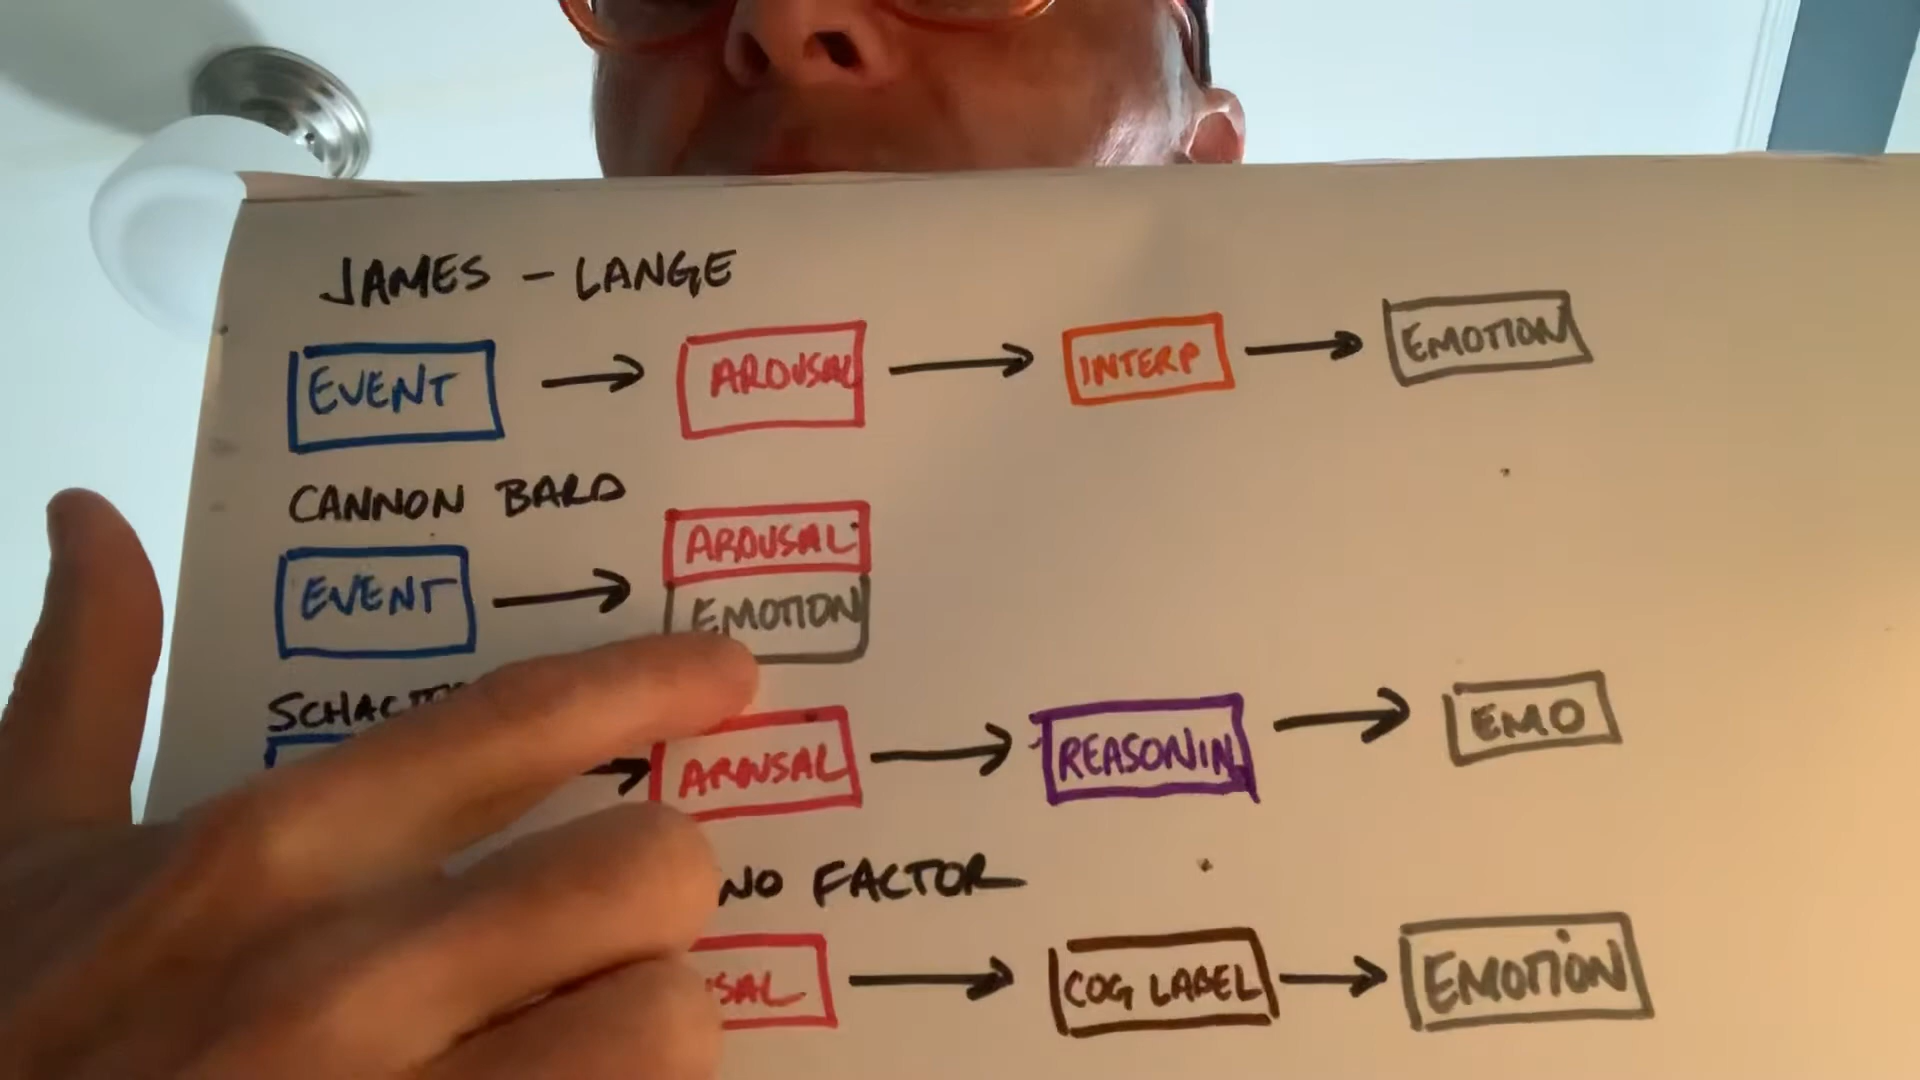 JAMES - LANGE
EVENT AROUSAL INTERP EMOTION
CANNON BARD
EVENT AROUSAL
EMOTION
AROUSAL REASONIN EMO
NO FACTOR
COG LABEL EMOTION